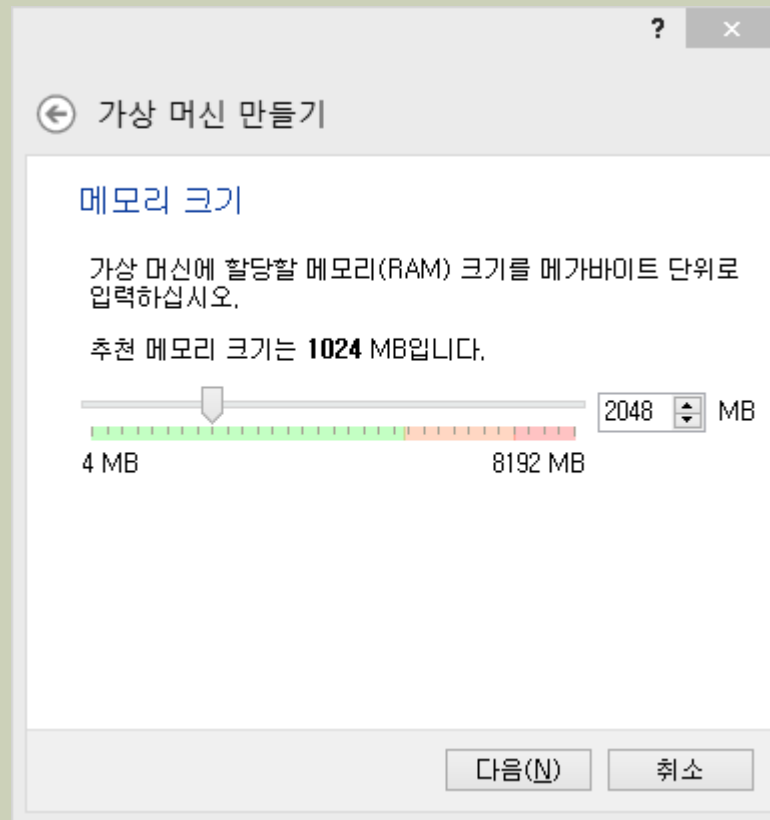 ?
가상 머신 만들기
메모리 크기
가상 머신에 할당할 메모리(RAM) 크기를 메가바이트 단위로
입력하십시오.
추천 메모리 크기는 1024 MB입니다.
2048 MB
4 MB 8192 MB
다음(N) 취소